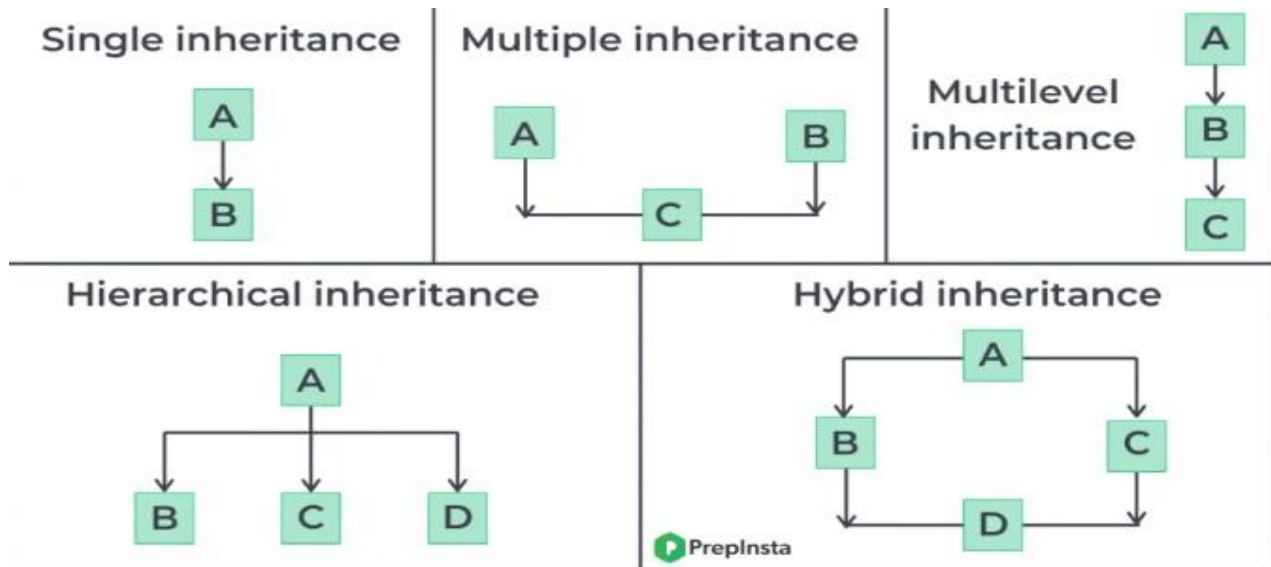 Single inheritance
A
B
Multiple inheritance
A
B
C
Multilevel
inheritance
A
B
C
Hierarchical inheritance
A
B
C
D
Hybrid inheritance
A
B
C
D
PrepInsta